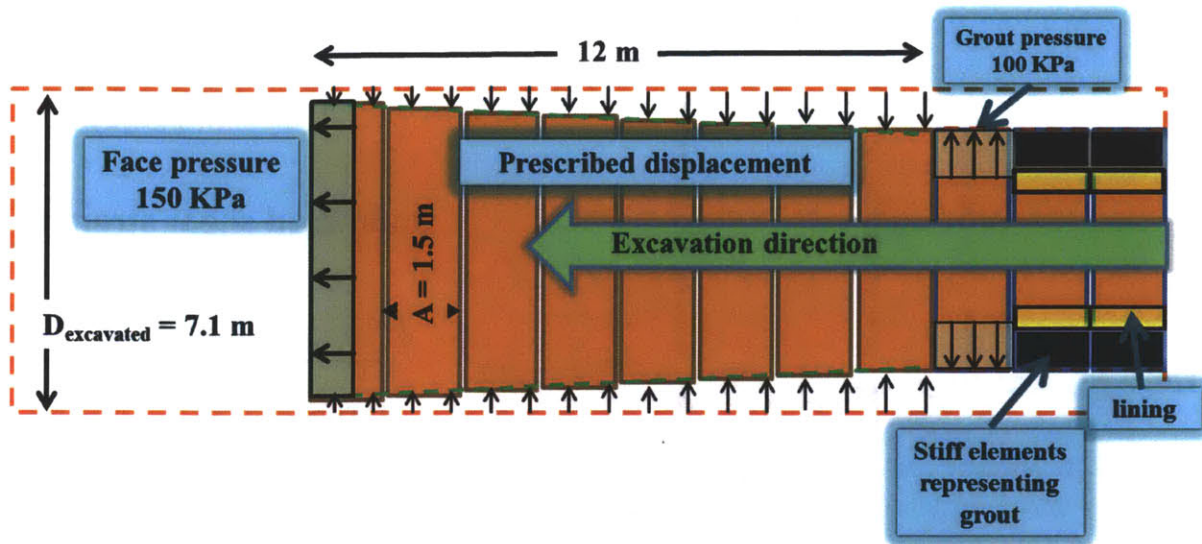 12 m
Grout pressure
100 KPa
Face pressure
150 KPa
Prescribed displacement
Excavation direction
A = 1.5 m
Dexcavated = 7.1 m
lining
Stiff elements
representing
grout